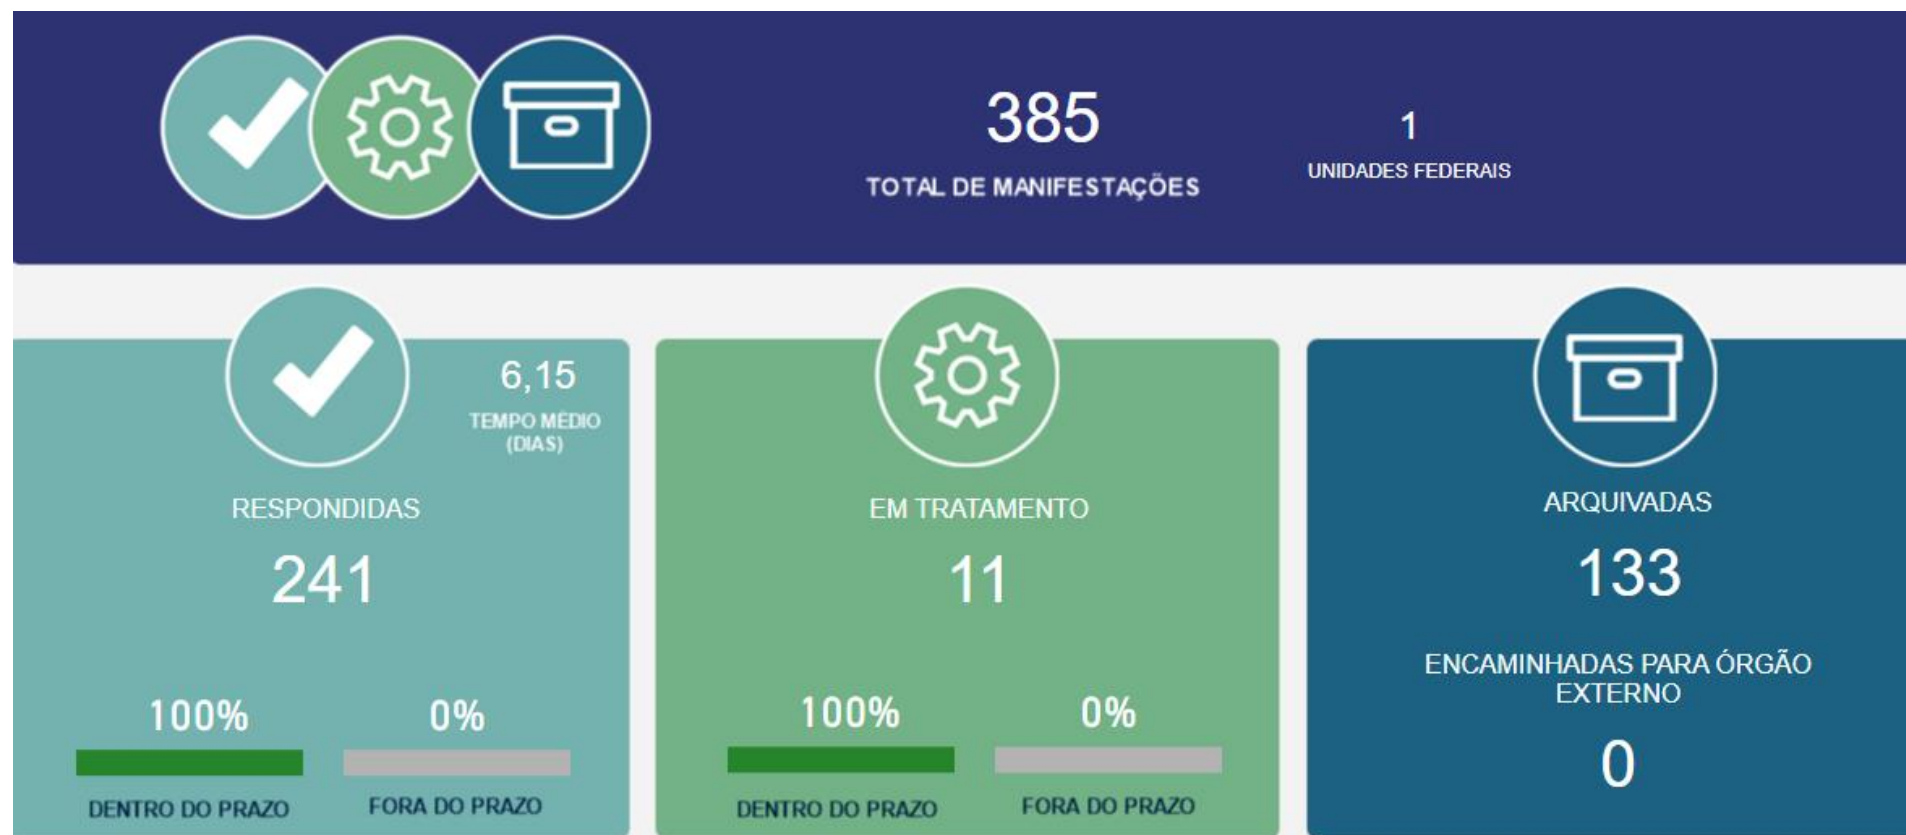 385
TOTAL DE MANIFESTAÇÕES
1
UNIDADES FEDERAIS
6,15
TEMPO MÉDIO
(DIAS)
RESPONDIDAS
241
100%
0%
DENTRO DO PRAZO
FORA DO PRAZO
EM TRATAMENTO
11
100%
0%
DENTRO DO PRAZO
FORA DO PRAZO
ARQUIVADAS
133
ENCAMINHADAS PARA ÓRGÃO
EXTERNO
0